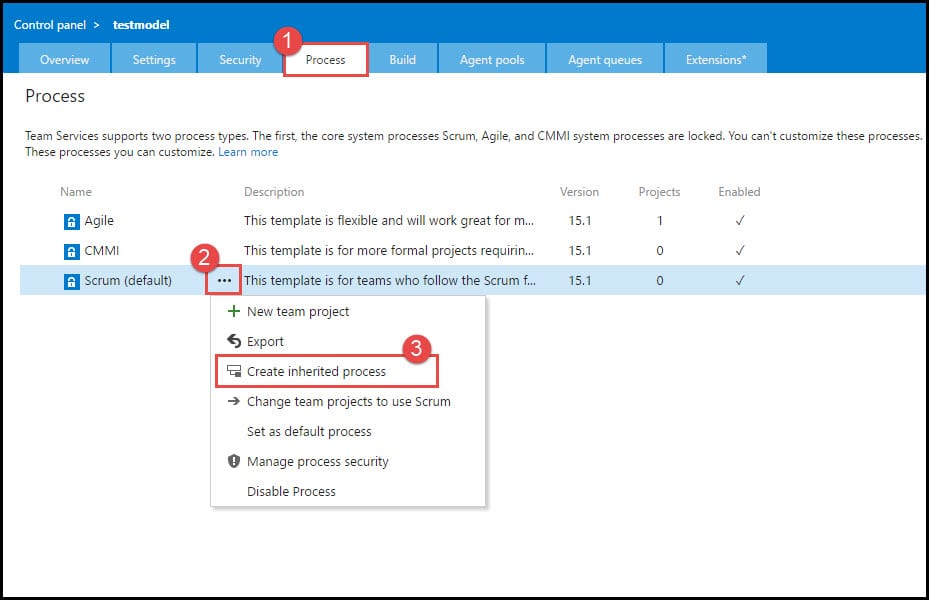 Control panel > testmodel
1
Overview Settings Security Process Build Agent pools Agent queues Extensions*
Process
Team Services supports two process types. The first, the core system processes Scrum, Agile, and CMMI system processes are locked. You can't customize these processes.
These processes you can customize. Learn more
Name Description Version Projects Enabled
Agile This template is flexible and will work great for m... 15.1 1 ✓
CMMI This template is for more formal projects requirin... 15.1 0 ✓
2
Scrum (default) ... This template is for teams who follow the Scrum f... 15.1 0 ✓
New team project
Export
3
Create inherited process
Change team projects to use Scrum
Set as default process
Manage process security
Disable Process